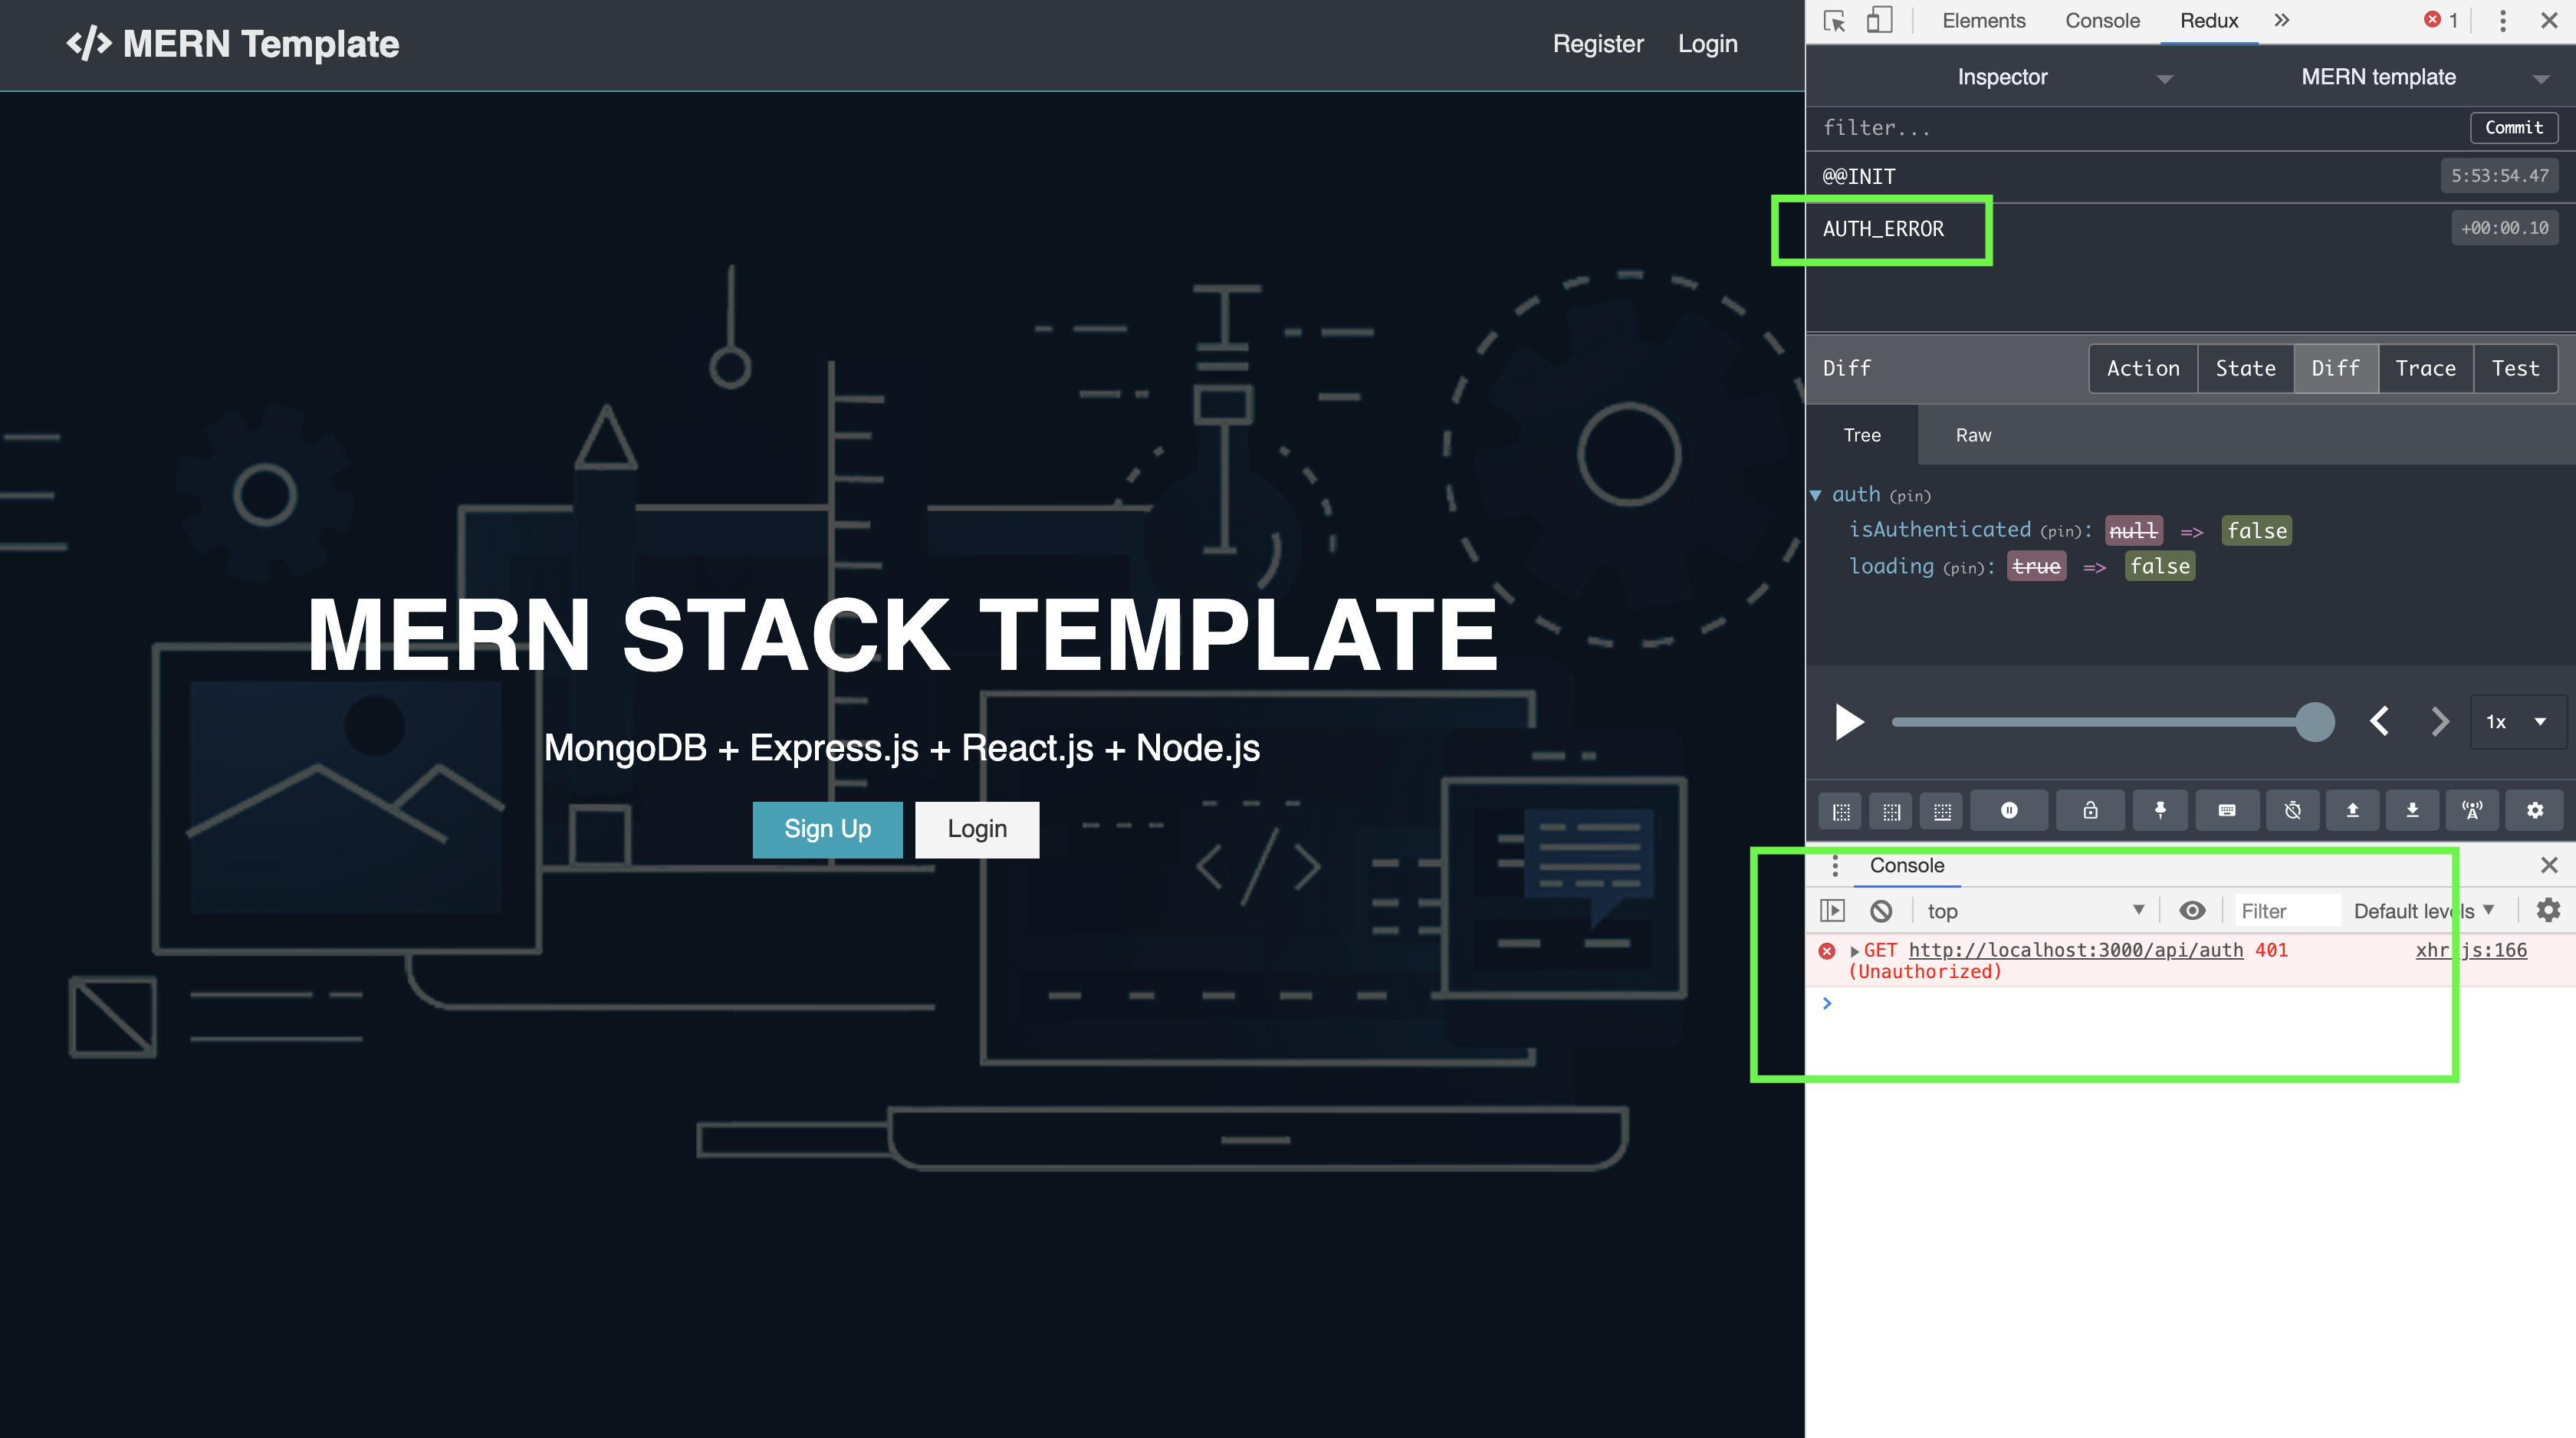 </> MERN Template
Register Login
MERN STACK TEMPLATE
MongoDB + Express.js + React.js + Node.js
Sign Up Login
Elements Console Redux 1
Inspector MERN template
filter... Commit
@@INIT 5:53:54.47
AUTH_ERROR +00:00.10
Diff Action State Diff Trace Test
Tree Raw
auth (pin)
isAuthenticated (pin): null => false
loading (pin): true => false
1x
Console
top Filter Default levels
GET http://localhost:3000/api/auth 401 xhr.js:166
(Unauthorized)